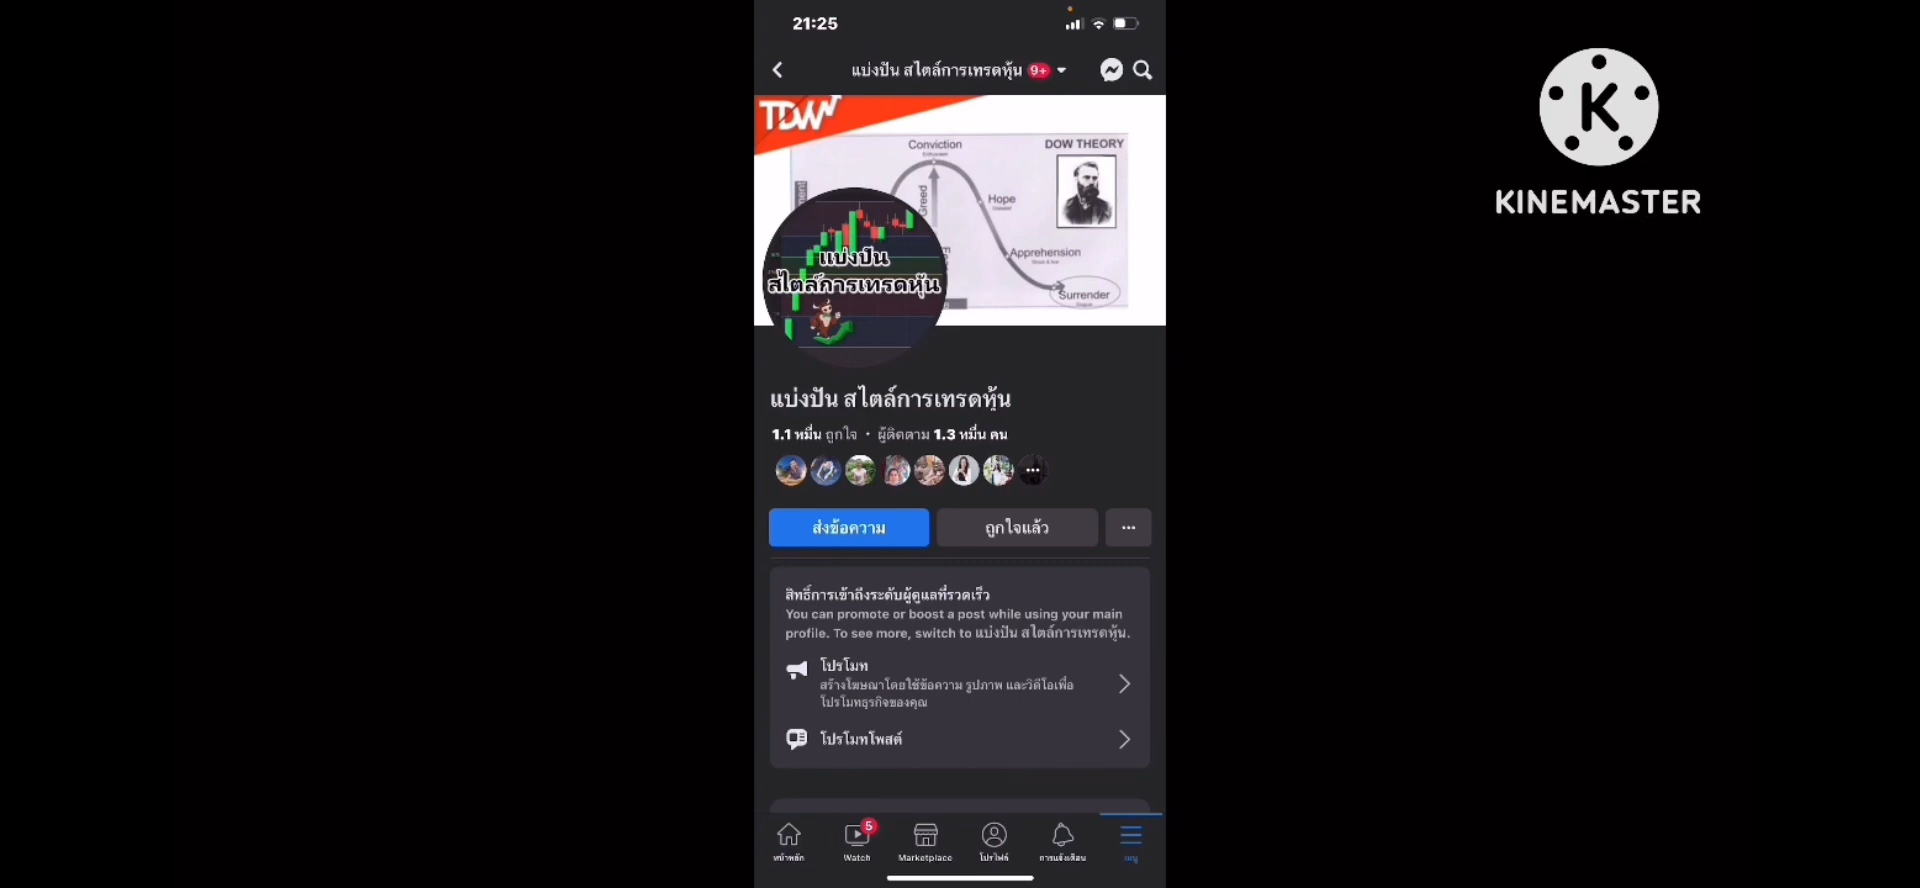 21:25
แบ่งปัน สไตล์การเทรดหุ้น 9+
TDW
Conviction
DOW THEORY
Greed
Hope
Apprehension
Surrender
แบ่งปัน
สไตล์การเทรดหุ้น
แบ่งปัน สไตล์การเทรดหุ้น
1.1 หมื่น ถูกใจ · ผู้ติดตาม 1.3 หมื่น คน
ส่งข้อความ
ถูกใจแล้ว
สิทธิ์การเข้าถึงระดับผู้ดูแลที่รวดเร็ว
You can promote or boost a post while using your main
profile. To see more, switch to แบ่งปัน สไตล์การเทรดหุ้น.
โปรโมท
สร้างโฆษณาโดยใช้ข้อความ รูปภาพ และวิดีโอเพื่อ
โปรโมทธุรกิจของคุณ
โปรโมทโพสต์
5
หน้าหลัก
Watch
Marketplace
โปรไฟล์
การแจ้งเตือน
เมนู
K
KINEMASTER